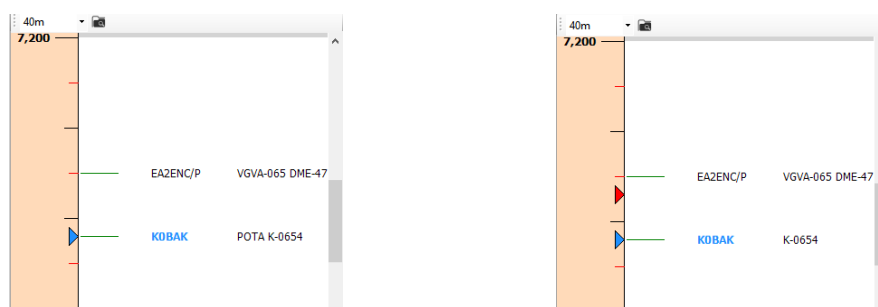 40m
7,200
EA2ENC/P VGVA-065 DME-47
K0BAK POTA K-0654
40m
7,200
EA2ENC/P VGVA-065 DME-47
K0BAK K-0654